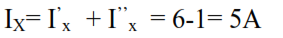 Iₓ= I'ₓ + I''ₓ = 6-1= 5A